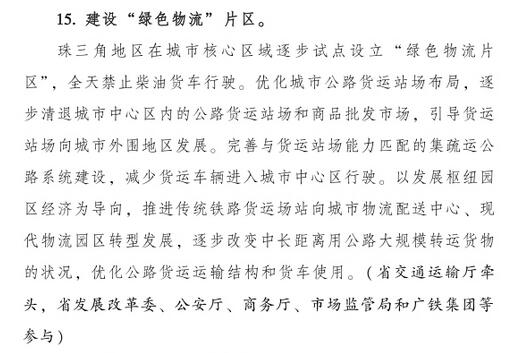 15. 建设“绿色物流”片区。
珠三角地区在城市核心区域逐步试点设立“绿色物流片
区”，全天禁止柴油货车行驶。优化城市公路货运站场布局，逐
步清退城市中心区内的公路货运站场和商品批发市场，引导货运
站场向城市外围地区发展。完善与货运站场能力匹配的集疏运公
路系统建设，减少货运车辆进入城市中心区行驶。以发展枢纽园
区经济为导向，推进传统铁路货运场站向城市物流配送中心、现
代物流园区转型发展，逐步改变中长距离用公路大规模转运货物
的状况，优化公路货运运输结构和货车使用。（省交通运输厅牵
头，省发展改革委、公安厅、商务厅、市场监管局和广铁集团等
参与）